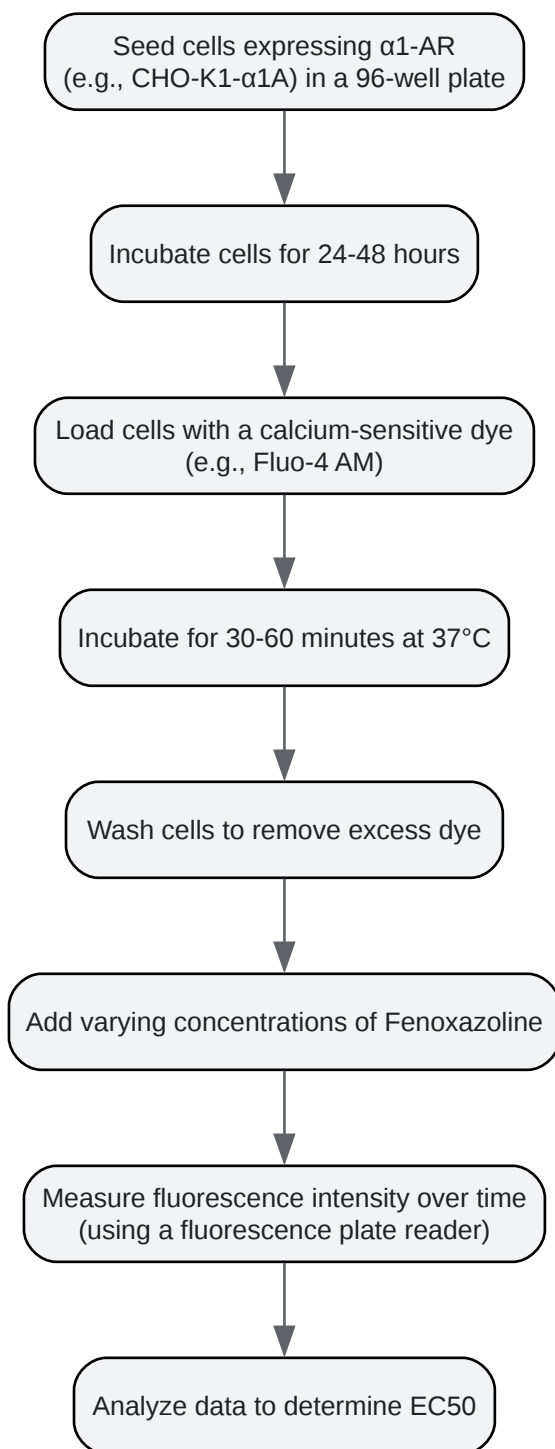 Seed cells expressing α1-AR
(e.g., CHO-K1-α1A) in a 96-well plate
Incubate cells for 24-48 hours
Load cells with a calcium-sensitive dye
(e.g., Fluo-4 AM)
Incubate for 30-60 minutes at 37°C
Wash cells to remove excess dye
Add varying concentrations of Fenoxazoline
Measure fluorescence intensity over time
(using a fluorescence plate reader)
Analyze data to determine EC50